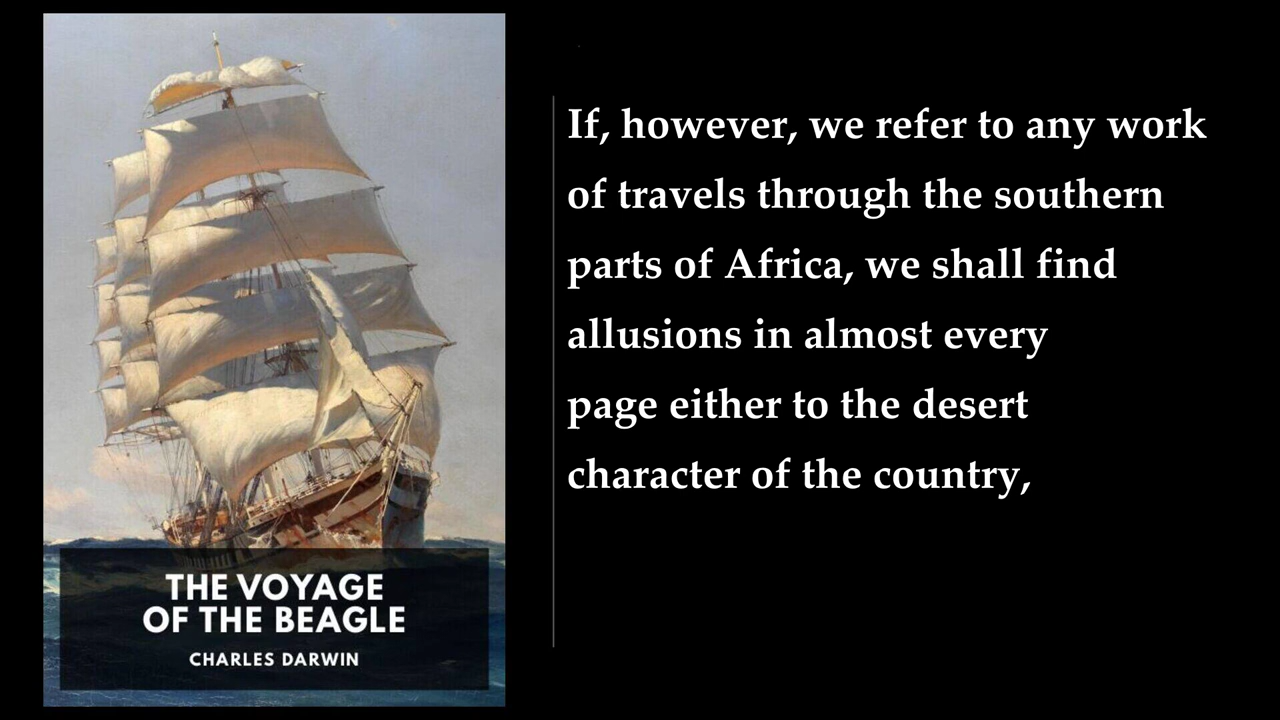 THE VOYAGE
OF THE BEAGLE
CHARLES DARWIN
If, however, we refer to any work
of travels through the southern
parts of Africa, we shall find
allusions in almost every
page either to the desert
character of the country,